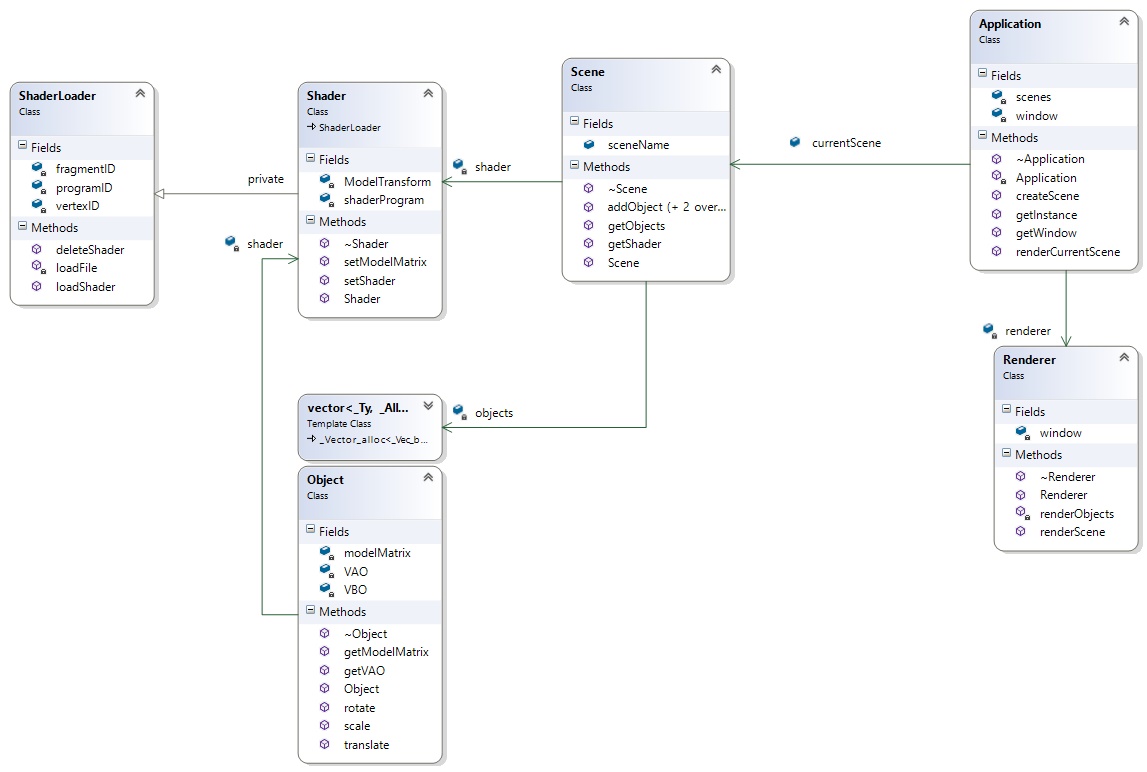 ShaderLoader
Class
Fields
fragmentID
programID
vertexID
Methods
deleteShader
loadFile
loadShader
private
shader
Shader
Class
ShaderLoader
Fields
ModelTransform
shaderProgram
Methods
~Shader
setModelMatrix
setShader
Shader
shader
Scene
Class
Fields
sceneName
Methods
~Scene
addObject (+ 2 over...
getObjects
getShader
Scene
currentScene
Application
Class
Fields
scenes
window
Methods
~Application
Application
createScene
getInstance
getWindow
renderCurrentScene
renderer
Renderer
Class
Fields
window
Methods
~Renderer
Renderer
renderObjects
renderScene
vector<_Ty, _All...
Template Class
_Vector_alloc<_Vec_b...
objects
Object
Class
Fields
modelMatrix
VAO
VBO
Methods
~Object
getModelMatrix
getVAO
Object
rotate
scale
translate